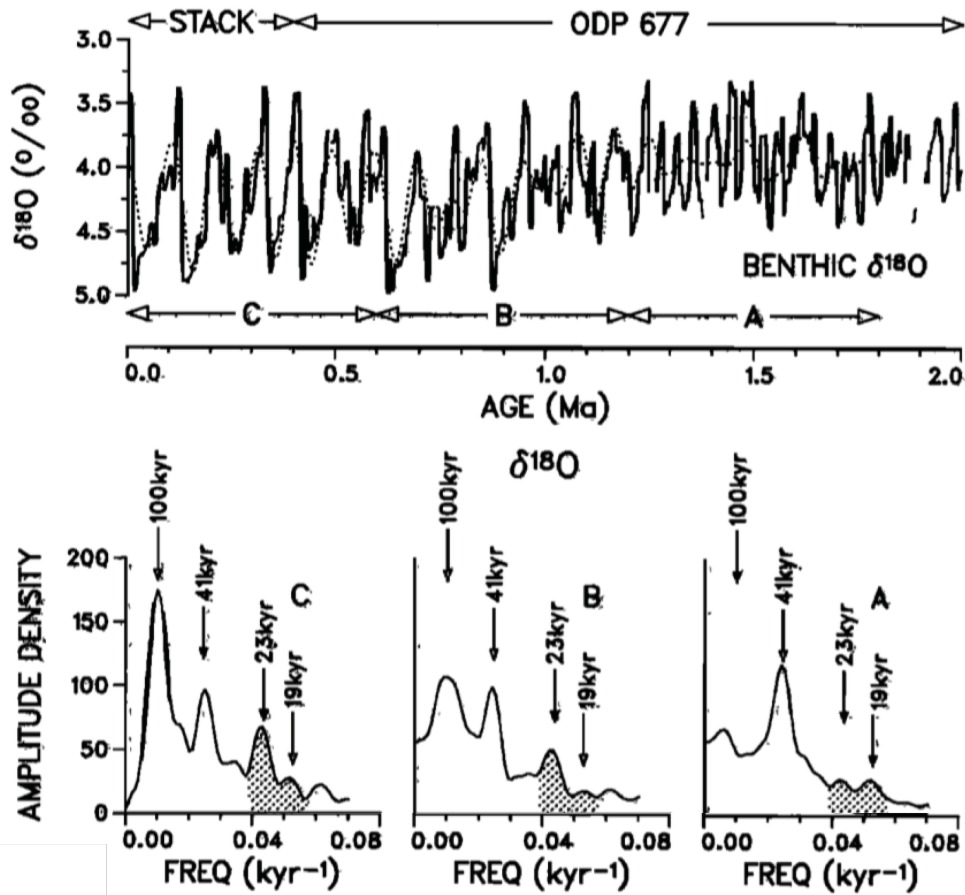 STACK ODP 677
3.0
3.5
4.0
4.5
5.0
δ18O (0/00)
BENTHIC δ18O
C B A
0.0 0.5 1.0 1.5 2.0
AGE (Ma)
δ18O
100kyr 41kyr 23kyr 19kyr
C
100kyr 41kyr 23kyr 19kyr
B
100kyr 41kyr 23kyr 19kyr
A
AMPLITUDE DENSITY
200
150
100
50
0
0.00 0.04 0.08 0.00 0.04 0.08 0.00 0.04 0.08
FREQ (kyr⁻¹) FREQ (kyr⁻¹) FREQ (kyr⁻¹)